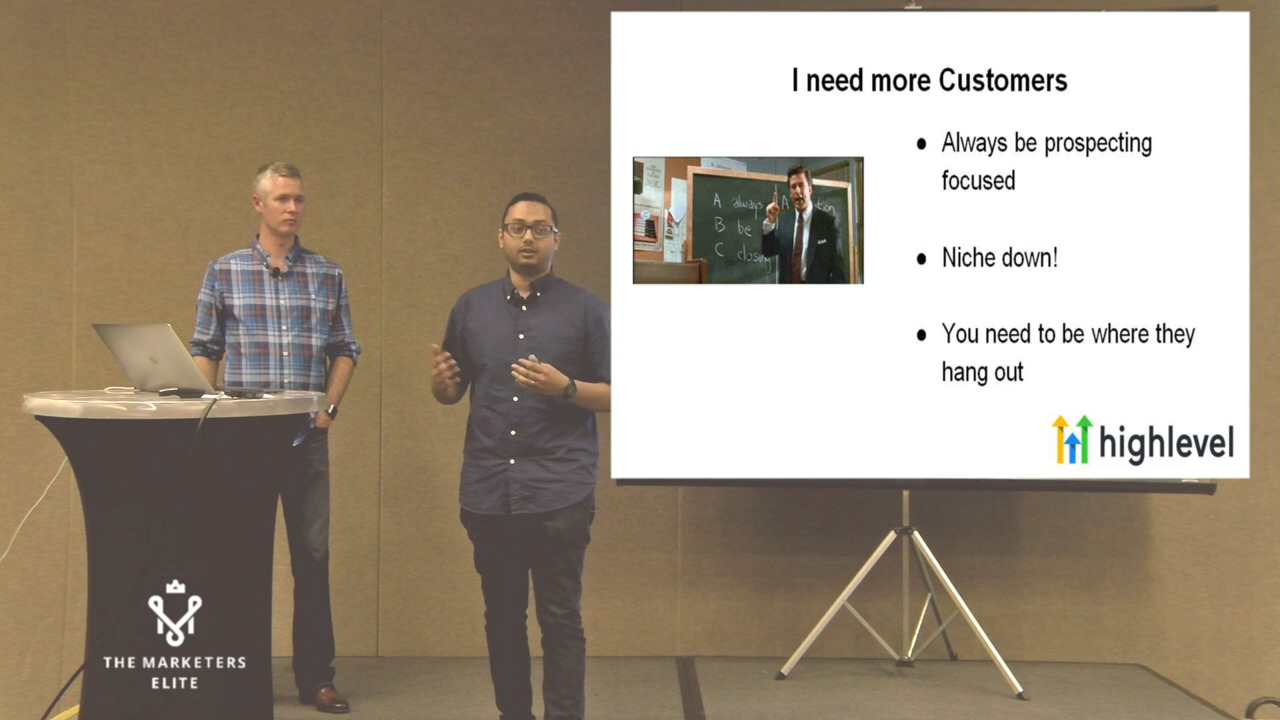 I need more Customers
● Always be prospecting
focused
● Niche down!
● You need to be where they
hang out
A always
B be
C closing
A
highlevel
THE MARKETERS
ELITE